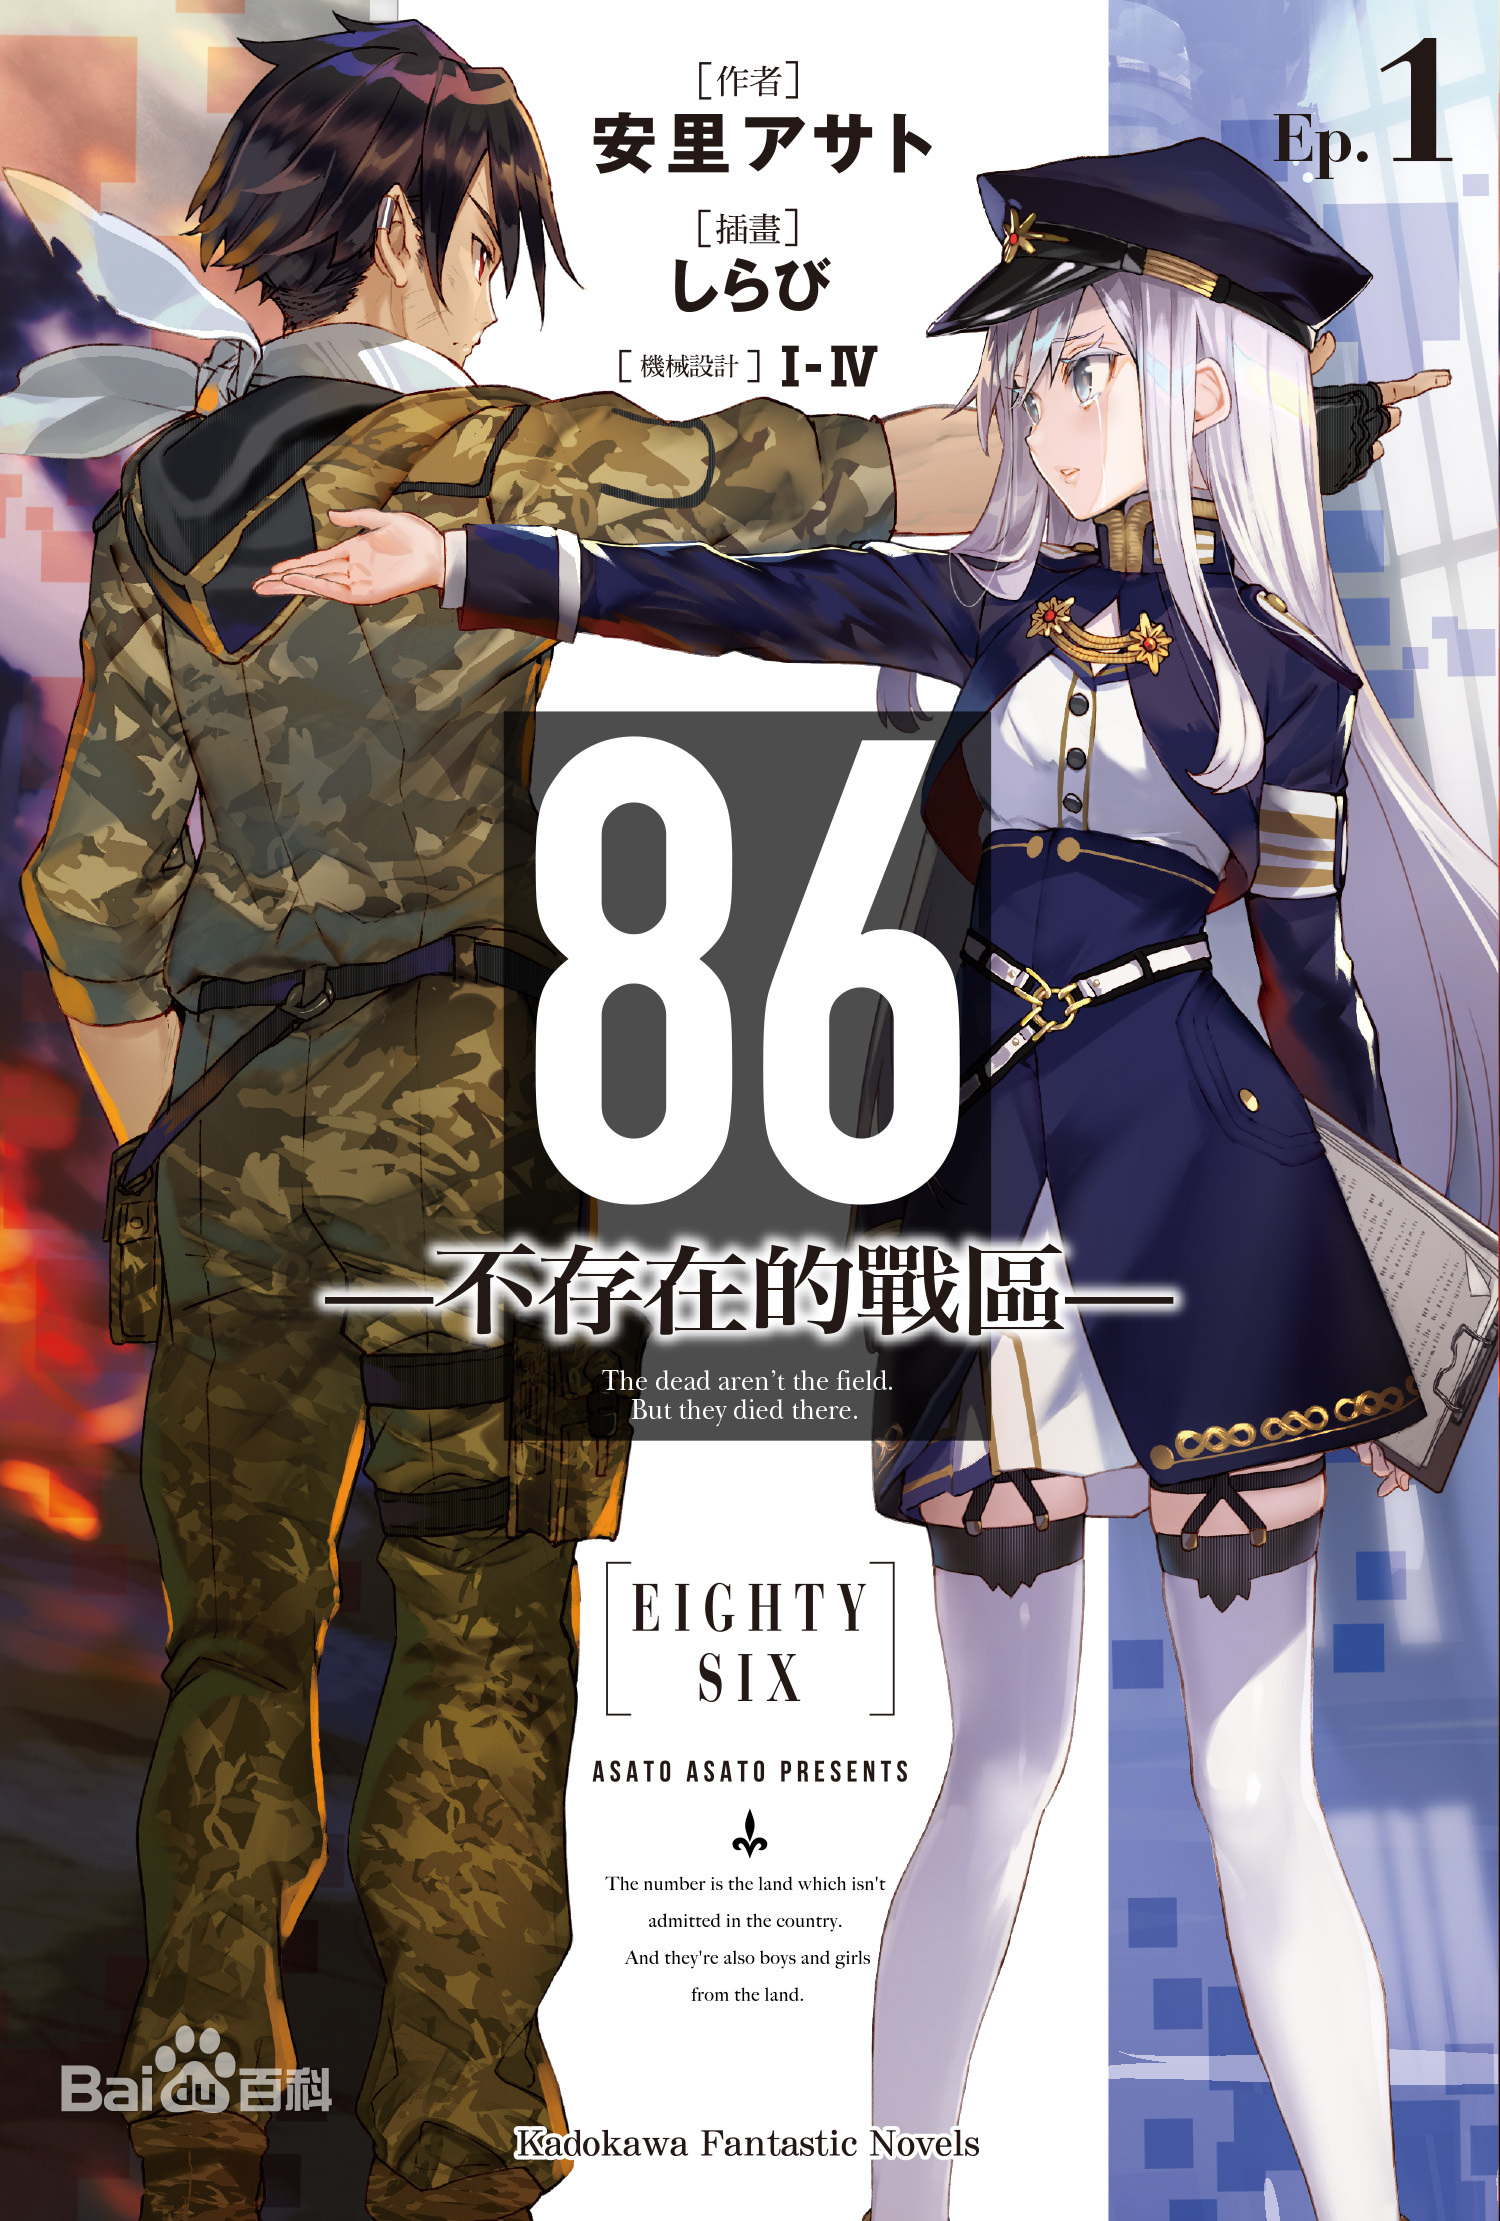 Ep. 1
[作者]
安里アサト
[插畫]
しらび
[機械設計] I-IV
86
—不存在的戰區—
The dead aren't the field.
But they died there.
[EIGHTY
SIX]
ASATO ASATO PRESENTS
The number is the land which isn't
admitted in the country.
And they're also boys and girls
from the land.
Baidu百科
Kadokawa Fantastic Novels